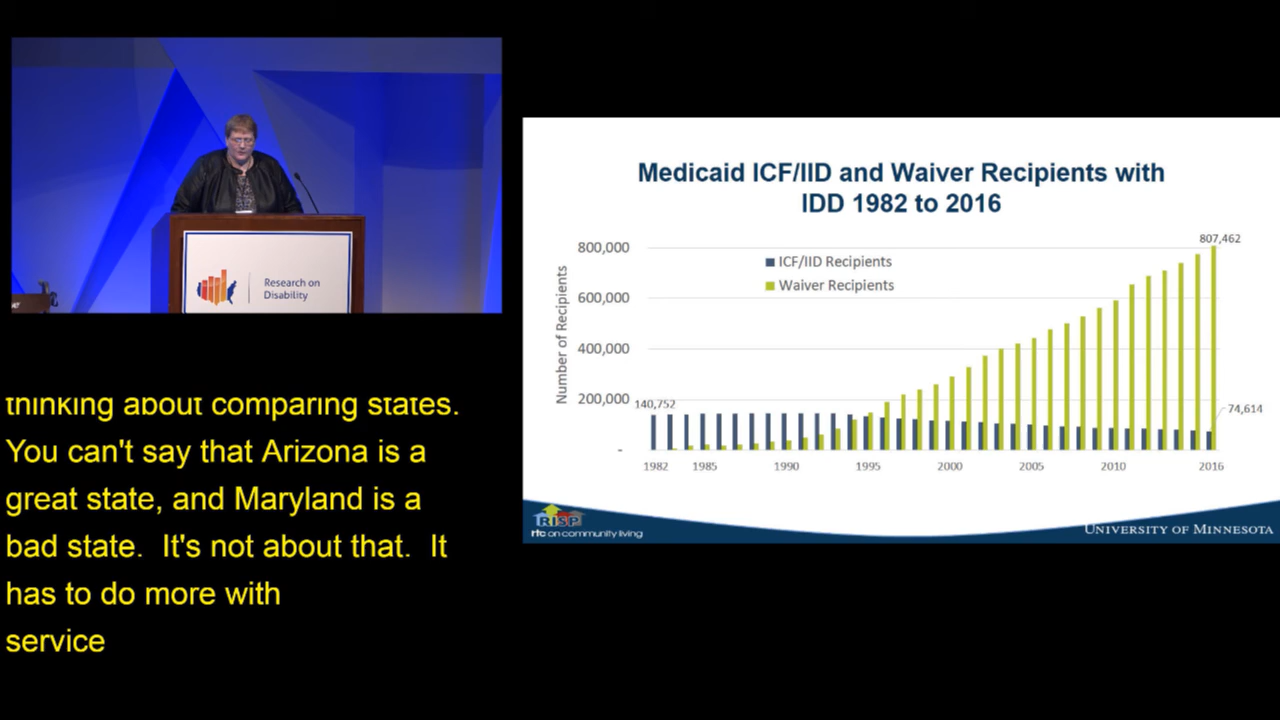 Research on
Disability
thinking about comparing states.
You can't say that Arizona is a
great state, and Maryland is a
bad state.  It's not about that.  It
has to do more with
service
Medicaid ICF/IID and Waiver Recipients with
IDD 1982 to 2016
807,462
800,000
ICF/IID Recipients
Waiver Recipients
600,000
Number of Recipients
400,000
200,000
140,752
74,614
-
1982 1985 1990 1995 2000 2005 2010 2016
RISP
rtc on community living
UNIVERSITY OF MINNESOTA